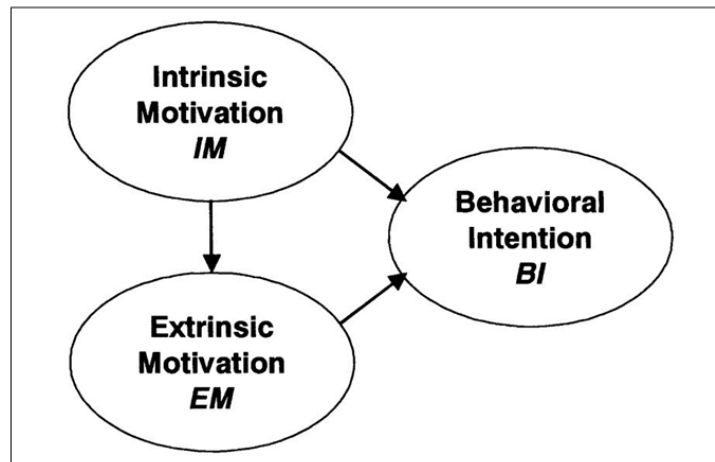 Intrinsic
Motivation
IM
Behavioral
Intention
BI
Extrinsic
Motivation
EM